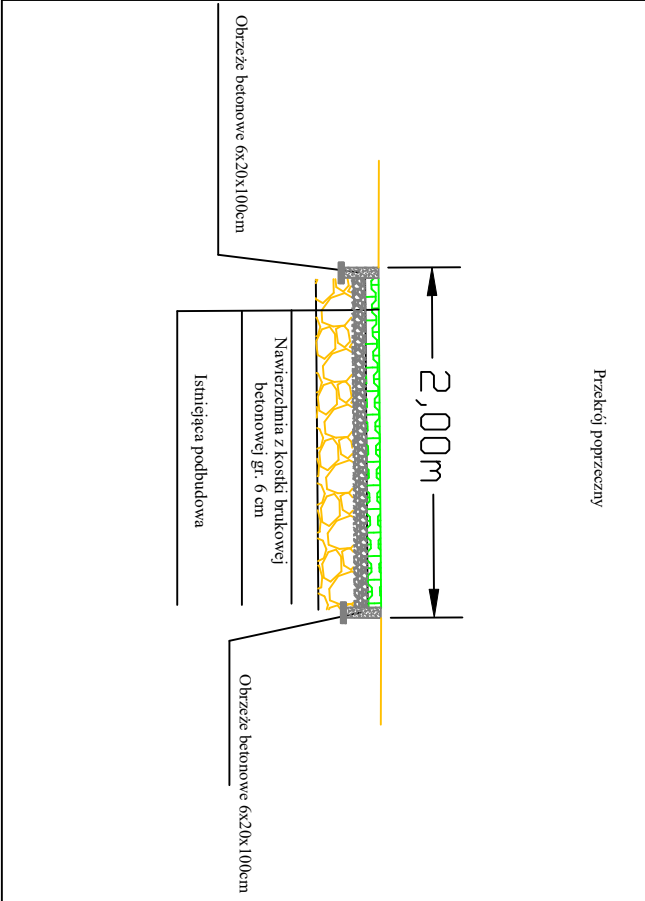 Przekrój poprzeczny
2,00m
Obrzeże betonowe 6x20x100cm
Nawierzchnia z kostki brukowej
betonowej gr. 6 cm
Istniejąca podbudowa
Obrzeże betonowe 6x20x100cm